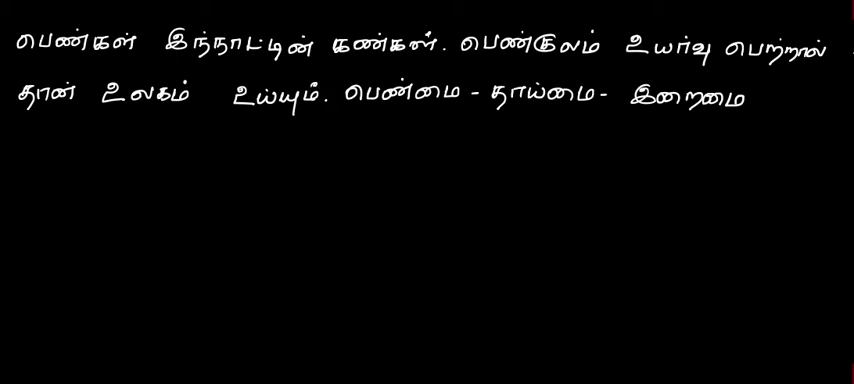 பெண்கள் இந்நாட்டின் கண்கள். பெண்குலம் உயர்வு பெற்றால்
தான் உலகம் உய்யும். பெண்மை - தாய்மை - இறைமை